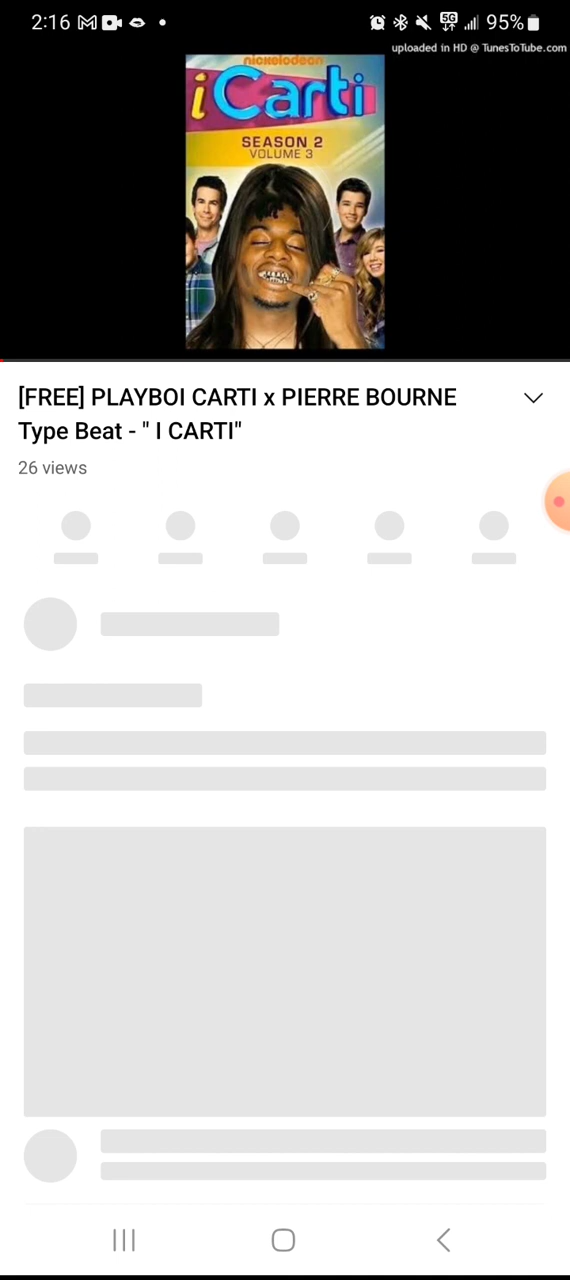 2:16
5G
95%
uploaded in HD @ TunesToTube.com
nickelodeon
iCarti
SEASON 2
VOLUME 3
[FREE] PLAYBOI CARTI x PIERRE BOURNE
Type Beat - " I CARTI"
26 views